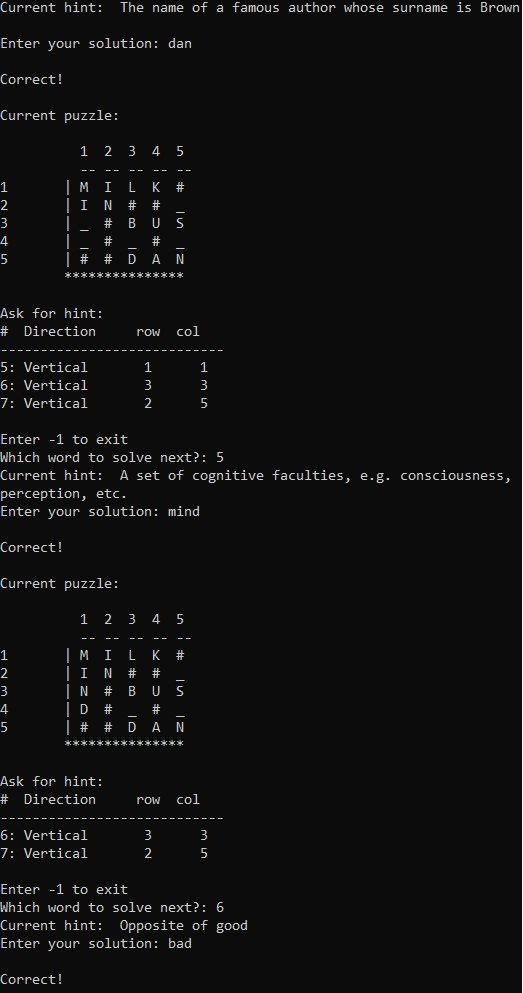 Current hint:  The name of a famous author whose surname is Brown
Enter your solution: dan
Correct!
Current puzzle:
          1  2  3  4  5
          -- -- -- -- --
1       | M  I  L  K  #
2       | I  N  #  #  _
3       | _  #  B  U  S
4       | _  #  _  #  _
5       | #  #  D  A  N
        ***************
Ask for hint:
#  Direction     row  col
----------------------------
5: Vertical       1      1
6: Vertical       3      3
7: Vertical       2      5
Enter -1 to exit
Which word to solve next?: 5
Current hint:  A set of cognitive faculties, e.g. consciousness,
perception, etc.
Enter your solution: mind
Correct!
Current puzzle:
          1  2  3  4  5
          -- -- -- -- --
1       | M  I  L  K  #
2       | I  N  #  #  _
3       | N  #  B  U  S
4       | D  #  _  #  _
5       | #  #  D  A  N
        ***************
Ask for hint:
#  Direction     row  col
----------------------------
6: Vertical       3      3
7: Vertical       2      5
Enter -1 to exit
Which word to solve next?: 6
Current hint:  Opposite of good
Enter your solution: bad
Correct!